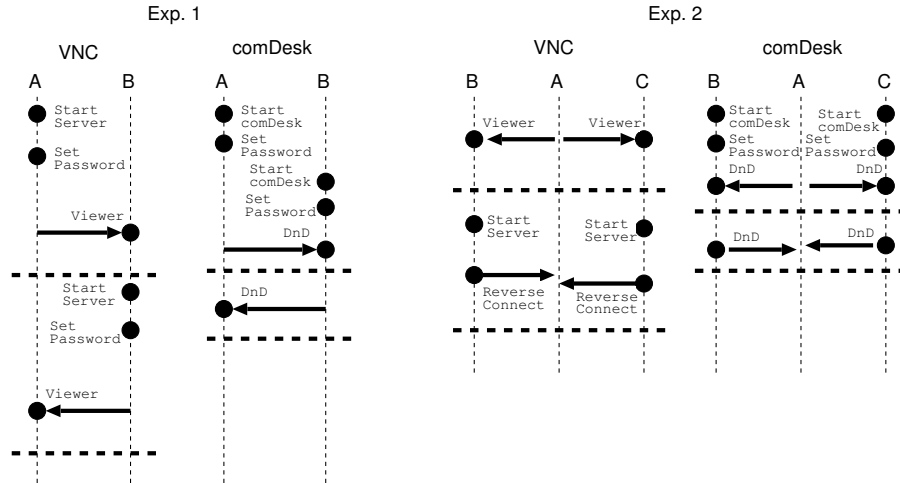 Exp. 1
VNC
A B
Start
Server
Set
Password
Viewer
Start
Server
Set
Password
Viewer
comDesk
A B
Start
comDesk
Set
Password
Start
comDesk
Set
Password
DnD
DnD
Exp. 2
VNC
B A C
Viewer Viewer
Start
Server
Start
Server
Reverse
Connect
Reverse
Connect
comDesk
B A C
Start
comDesk
Set
Password
Start
comDesk
Set
Password
DnD DnD
DnD DnD